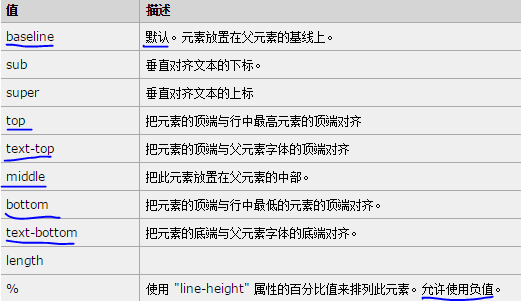 值 描述
baseline 默认。元素放置在父元素的基线上。
sub 垂直对齐文本的下标。
super 垂直对齐文本的上标
top 把元素的顶端与行中最高元素的顶端对齐
text-top 把元素的顶端与父元素字体的顶端对齐
middle 把此元素放置在父元素的中部。
bottom 把元素的顶端与行中最低的元素的顶端对齐。
text-bottom 把元素的底端与父元素字体的底端对齐。
length
% 使用 "line-height" 属性的百分比值来排列此元素。允许使用负值。